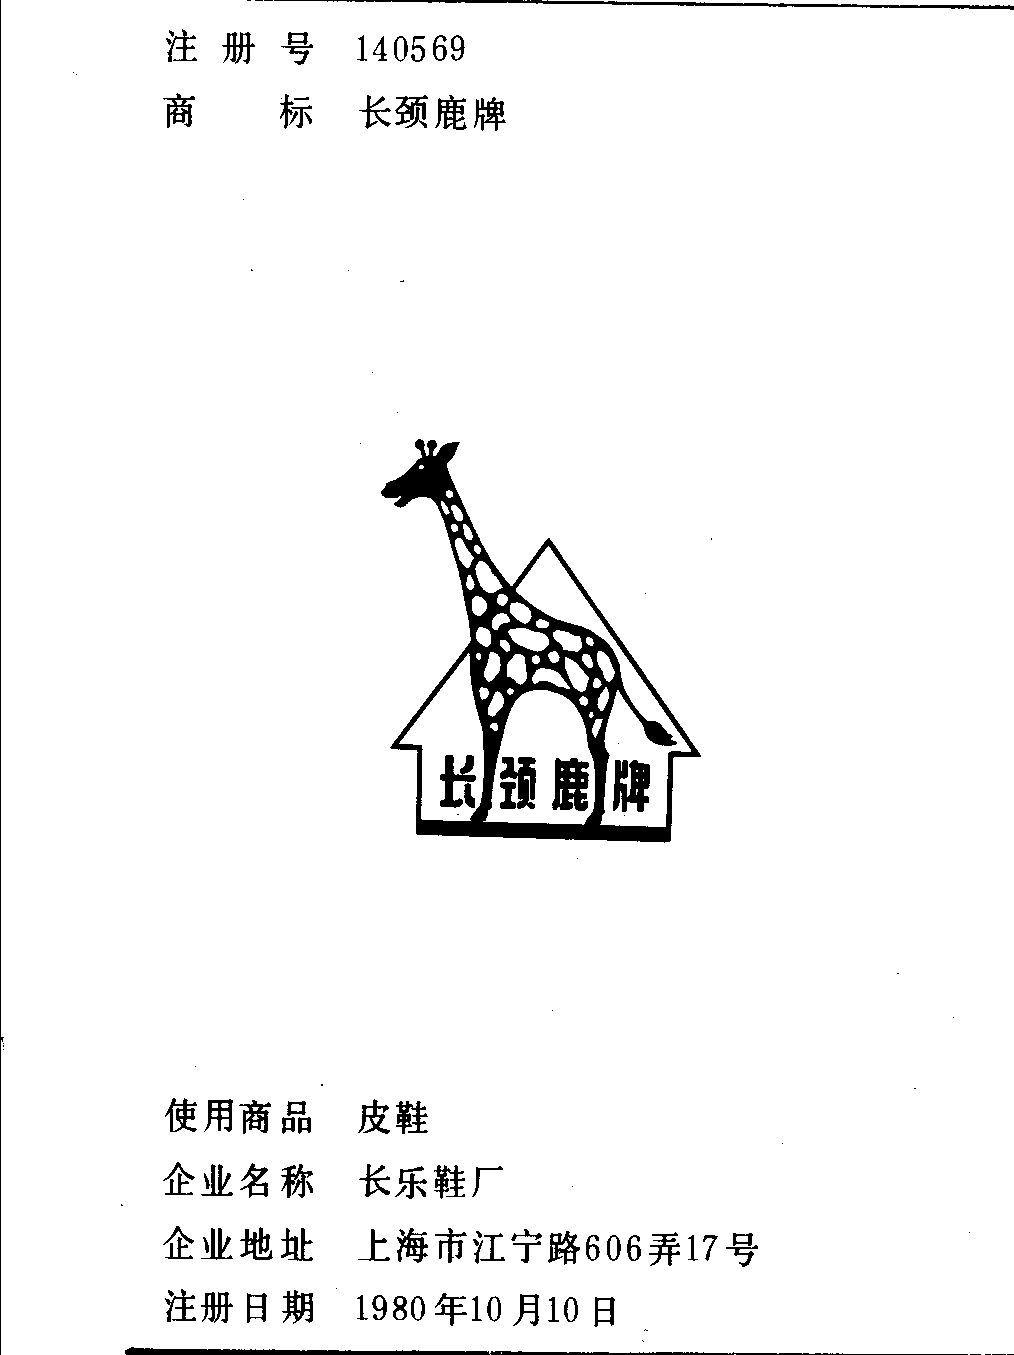 注册号 140569
商标 长颈鹿牌
长颈鹿牌
使用商品 皮鞋
企业名称 长乐鞋厂
企业地址 上海市江宁路606弄17号
注册日期 1980年10月10日